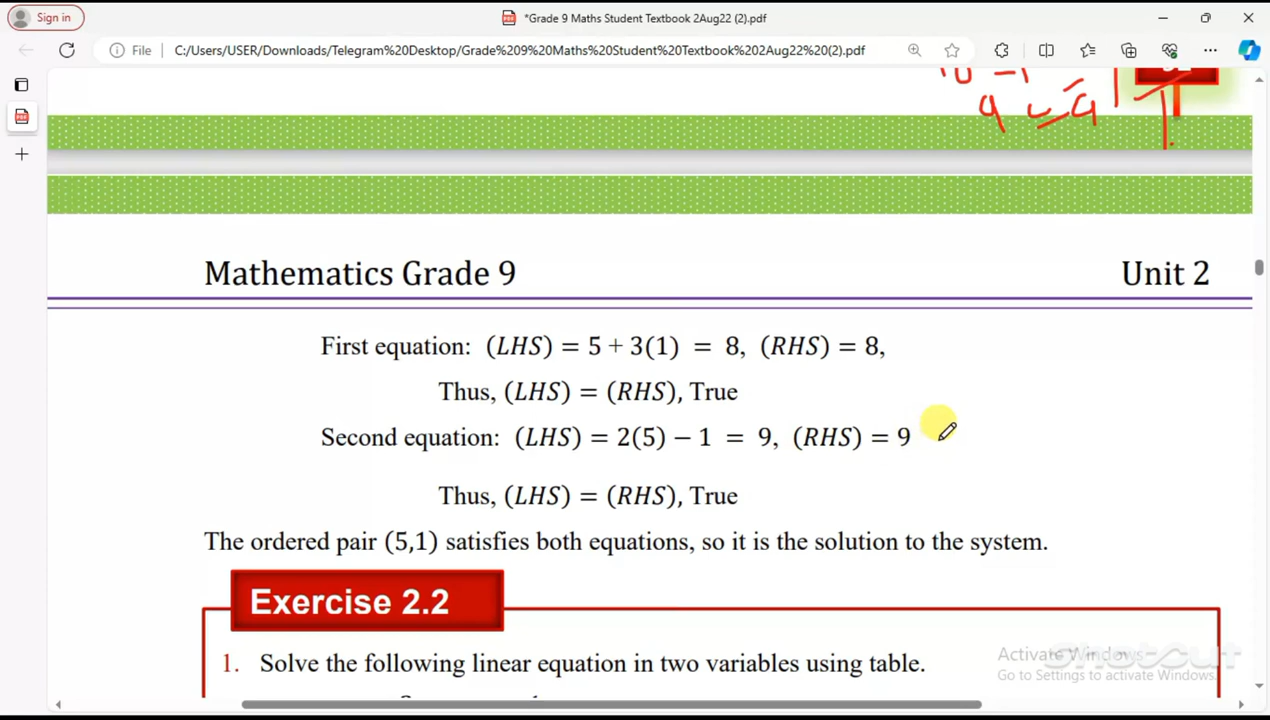 Sign in
*Grade 9 Maths Student Textbook 2Aug22 (2).pdf
File
C:/Users/USER/Downloads/Telegram%20Desktop/Grade%209%20Maths%20Student%20Textbook%202Aug22%20(2).pdf
9 = 9
Mathematics Grade 9
Unit 2
First equation: (LHS) = 5 + 3(1) = 8, (RHS) = 8,
Thus, (LHS) = (RHS), True
Second equation: (LHS) = 2(5) − 1 = 9, (RHS) = 9
Thus, (LHS) = (RHS), True
The ordered pair (5,1) satisfies both equations, so it is the solution to the system.
Exercise 2.2
1. Solve the following linear equation in two variables using table.
Activate Windows
Shotcut
Go to Settings to activate Windows.